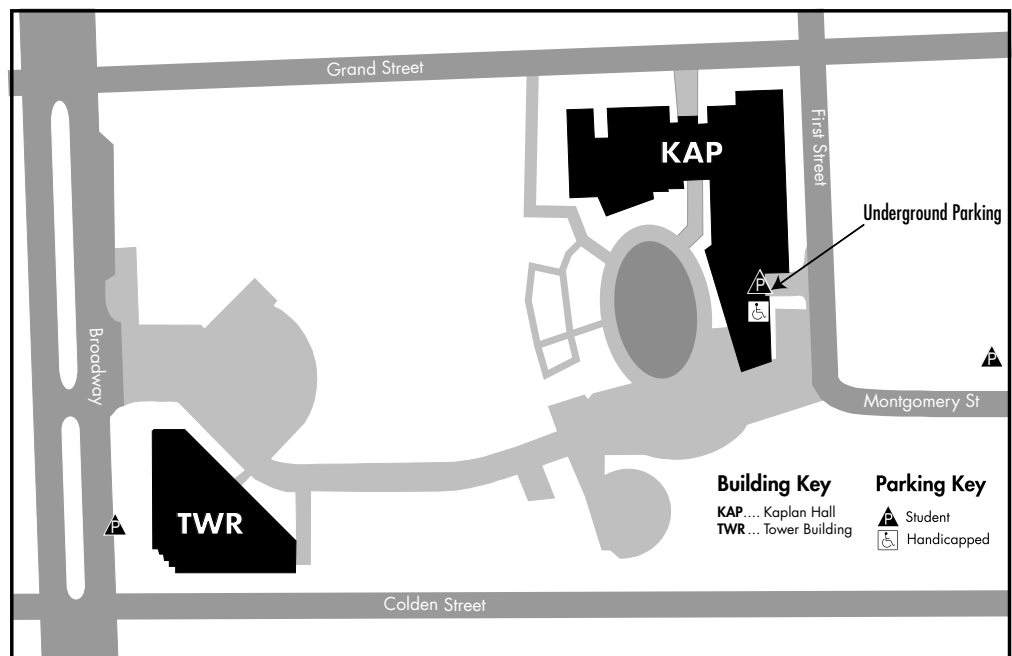 Grand Street
First Street
KAP
Underground Parking
P
Broadway
P
Montgomery St
TWR
P
Building Key
KAP.... Kaplan Hall
TWR... Tower Building
Parking Key
P Student
Handicapped
Colden Street